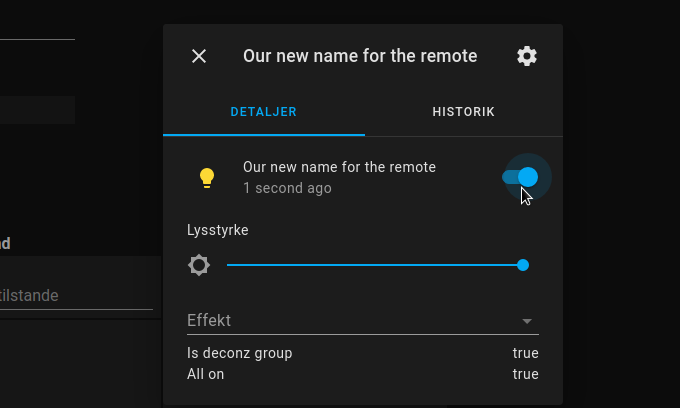 Our new name for the remote
DETALJER
HISTORIK
Our new name for the remote
1 second ago
Lysstyrke
Effekt
Is deconz group
true
All on
true
tilstande